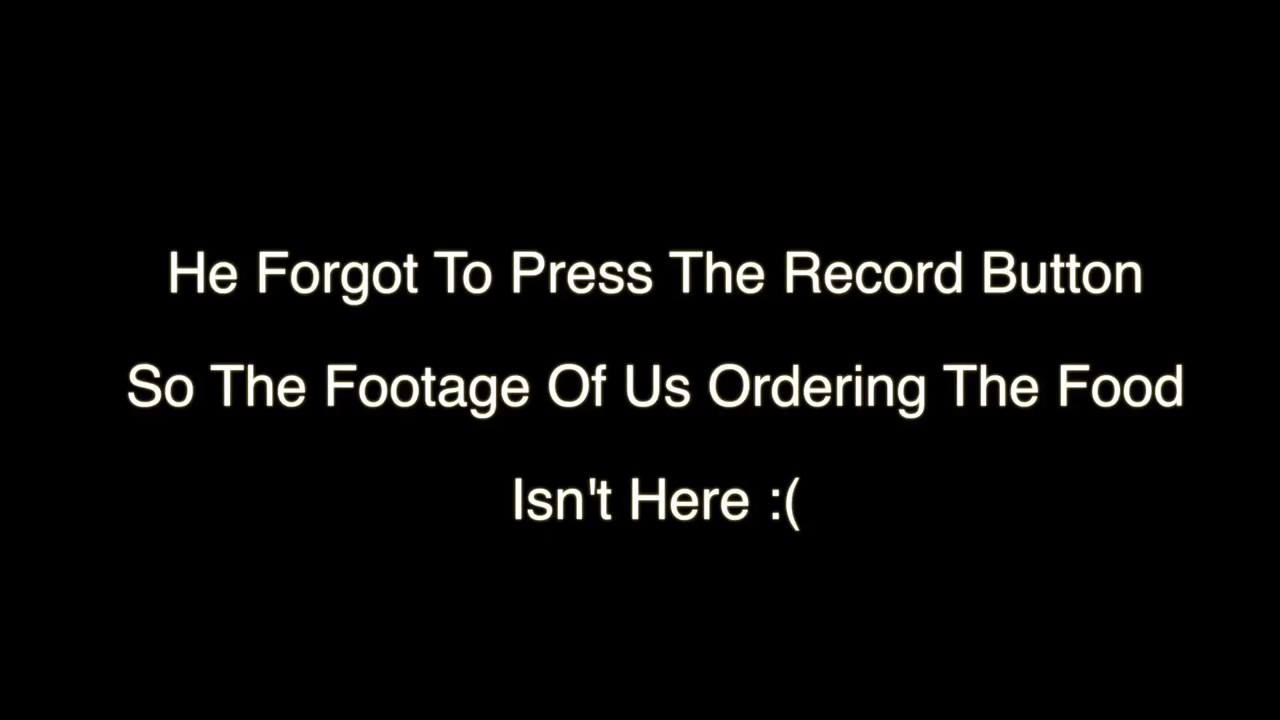 He Forgot To Press The Record Button
So The Footage Of Us Ordering The Food
Isn't Here :(